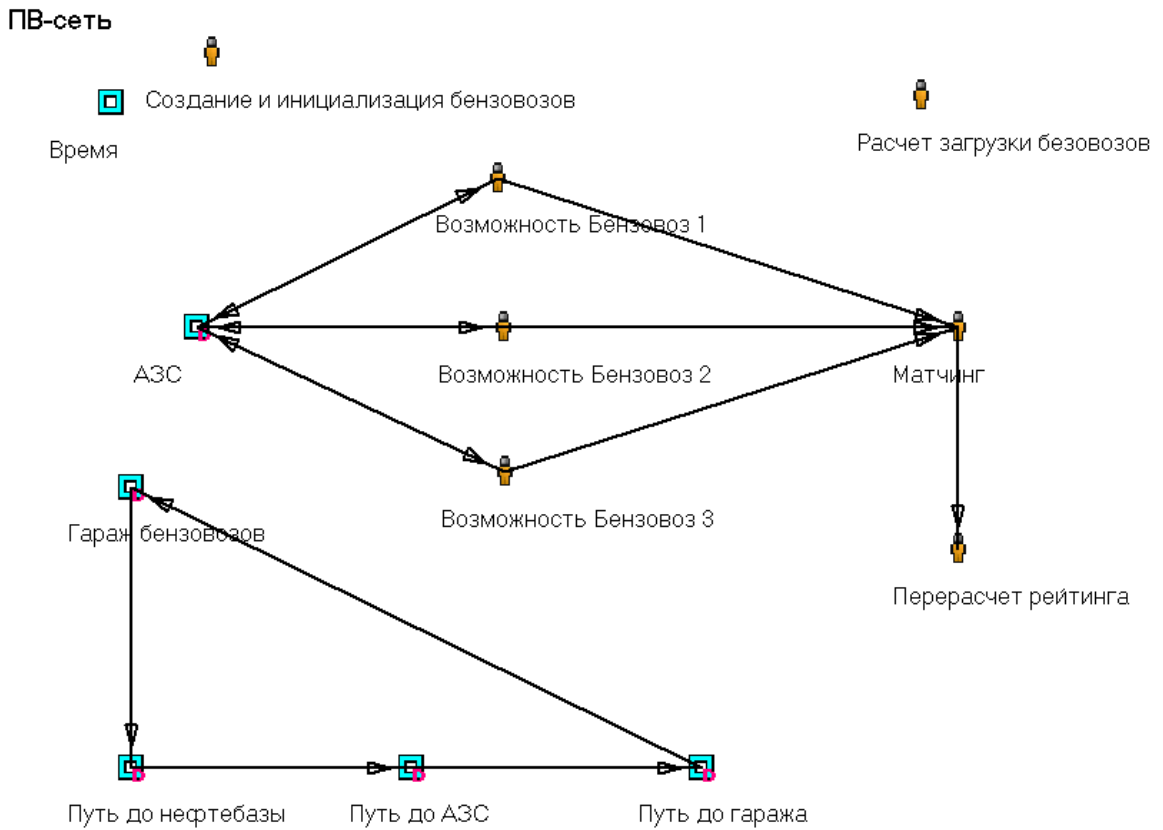 ПВ-сеть
Создание и инициализация бензовозов
Расчет загрузки безовозов
Время
Возможность Бензовоз 1
АЗС
Возможность Бензовоз 2
Матчинг
Возможность Бензовоз 3
Гараж бензовозов
Перерасчет рейтинга
Путь до нефтебазы
Путь до АЗС
Путь до гаража